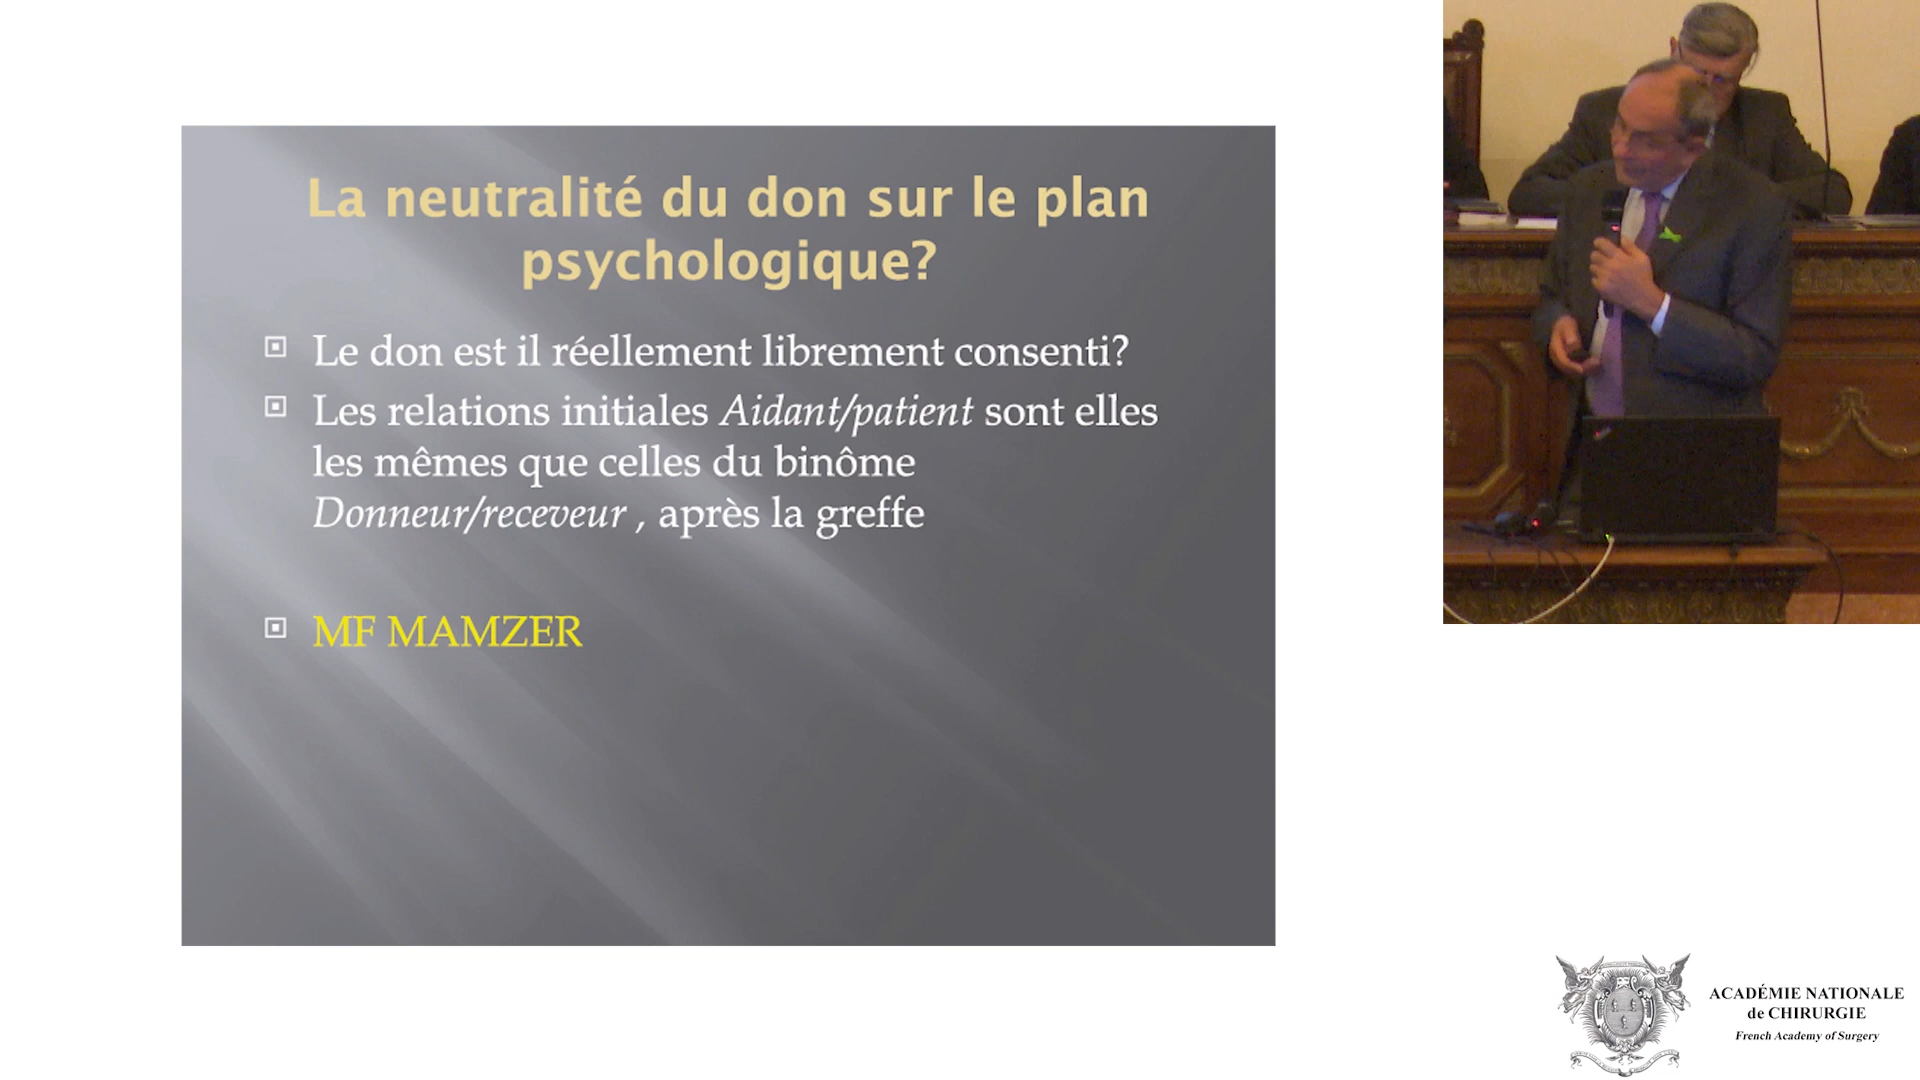 La neutralité du don sur le plan
psychologique?
Le don est il réellement librement consenti?
Les relations initiales Aidant/patient sont elles
les mêmes que celles du binôme
Donneur/receveur , après la greffe
MF MAMZER
ACADÉMIE NATIONALE
de CHIRURGIE
French Academy of Surgery